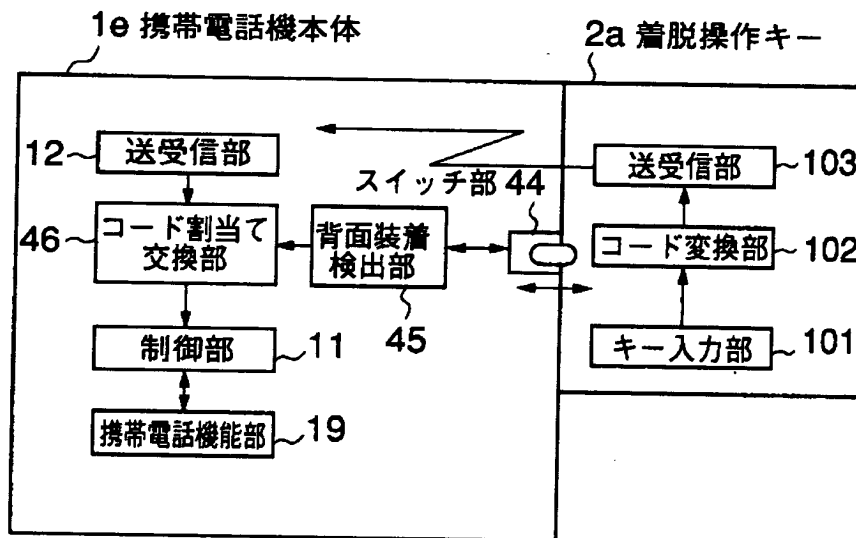 1e 携帯電話機本体
2a 着脱操作キー
12 送受信部
送受信部 103
スイッチ部 44
46 コード割当て
交換部
背面装着
検出部
45
コード変換部 102
制御部 11
キー入力部 101
携帯電話機能部 19